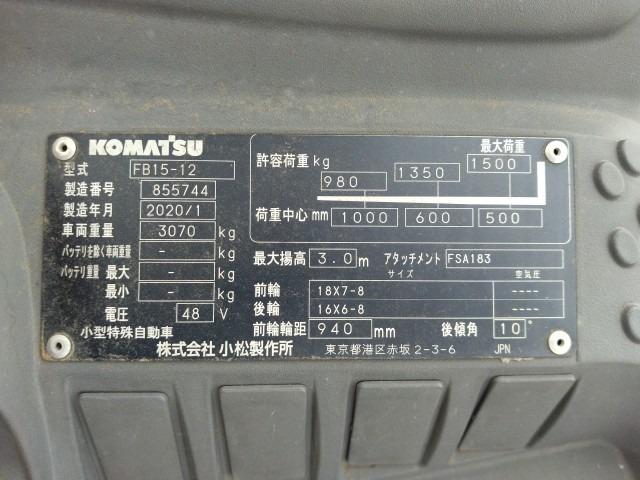 KOMATSU
型式 FB15-12
製造番号 855744
製造年月 2020/1
車両重量 3070 kg
バッテリを除く車両重量 - kg
バッテリ重量 最大 - kg
最小 - kg
電圧 48 V
小型特殊自動車
最大荷重
許容荷重 kg 980 1350 1500
荷重中心 mm 1000 600 500
最大揚高 3.0 m アタッチメント FSA183
サイズ 空気圧
前輪 18X7-8 ----
後輪 16X6-8 ----
前輪輪距 940 mm 後傾角 10°
株式会社 小松製作所 東京都港区赤坂 2-3-6 JPN